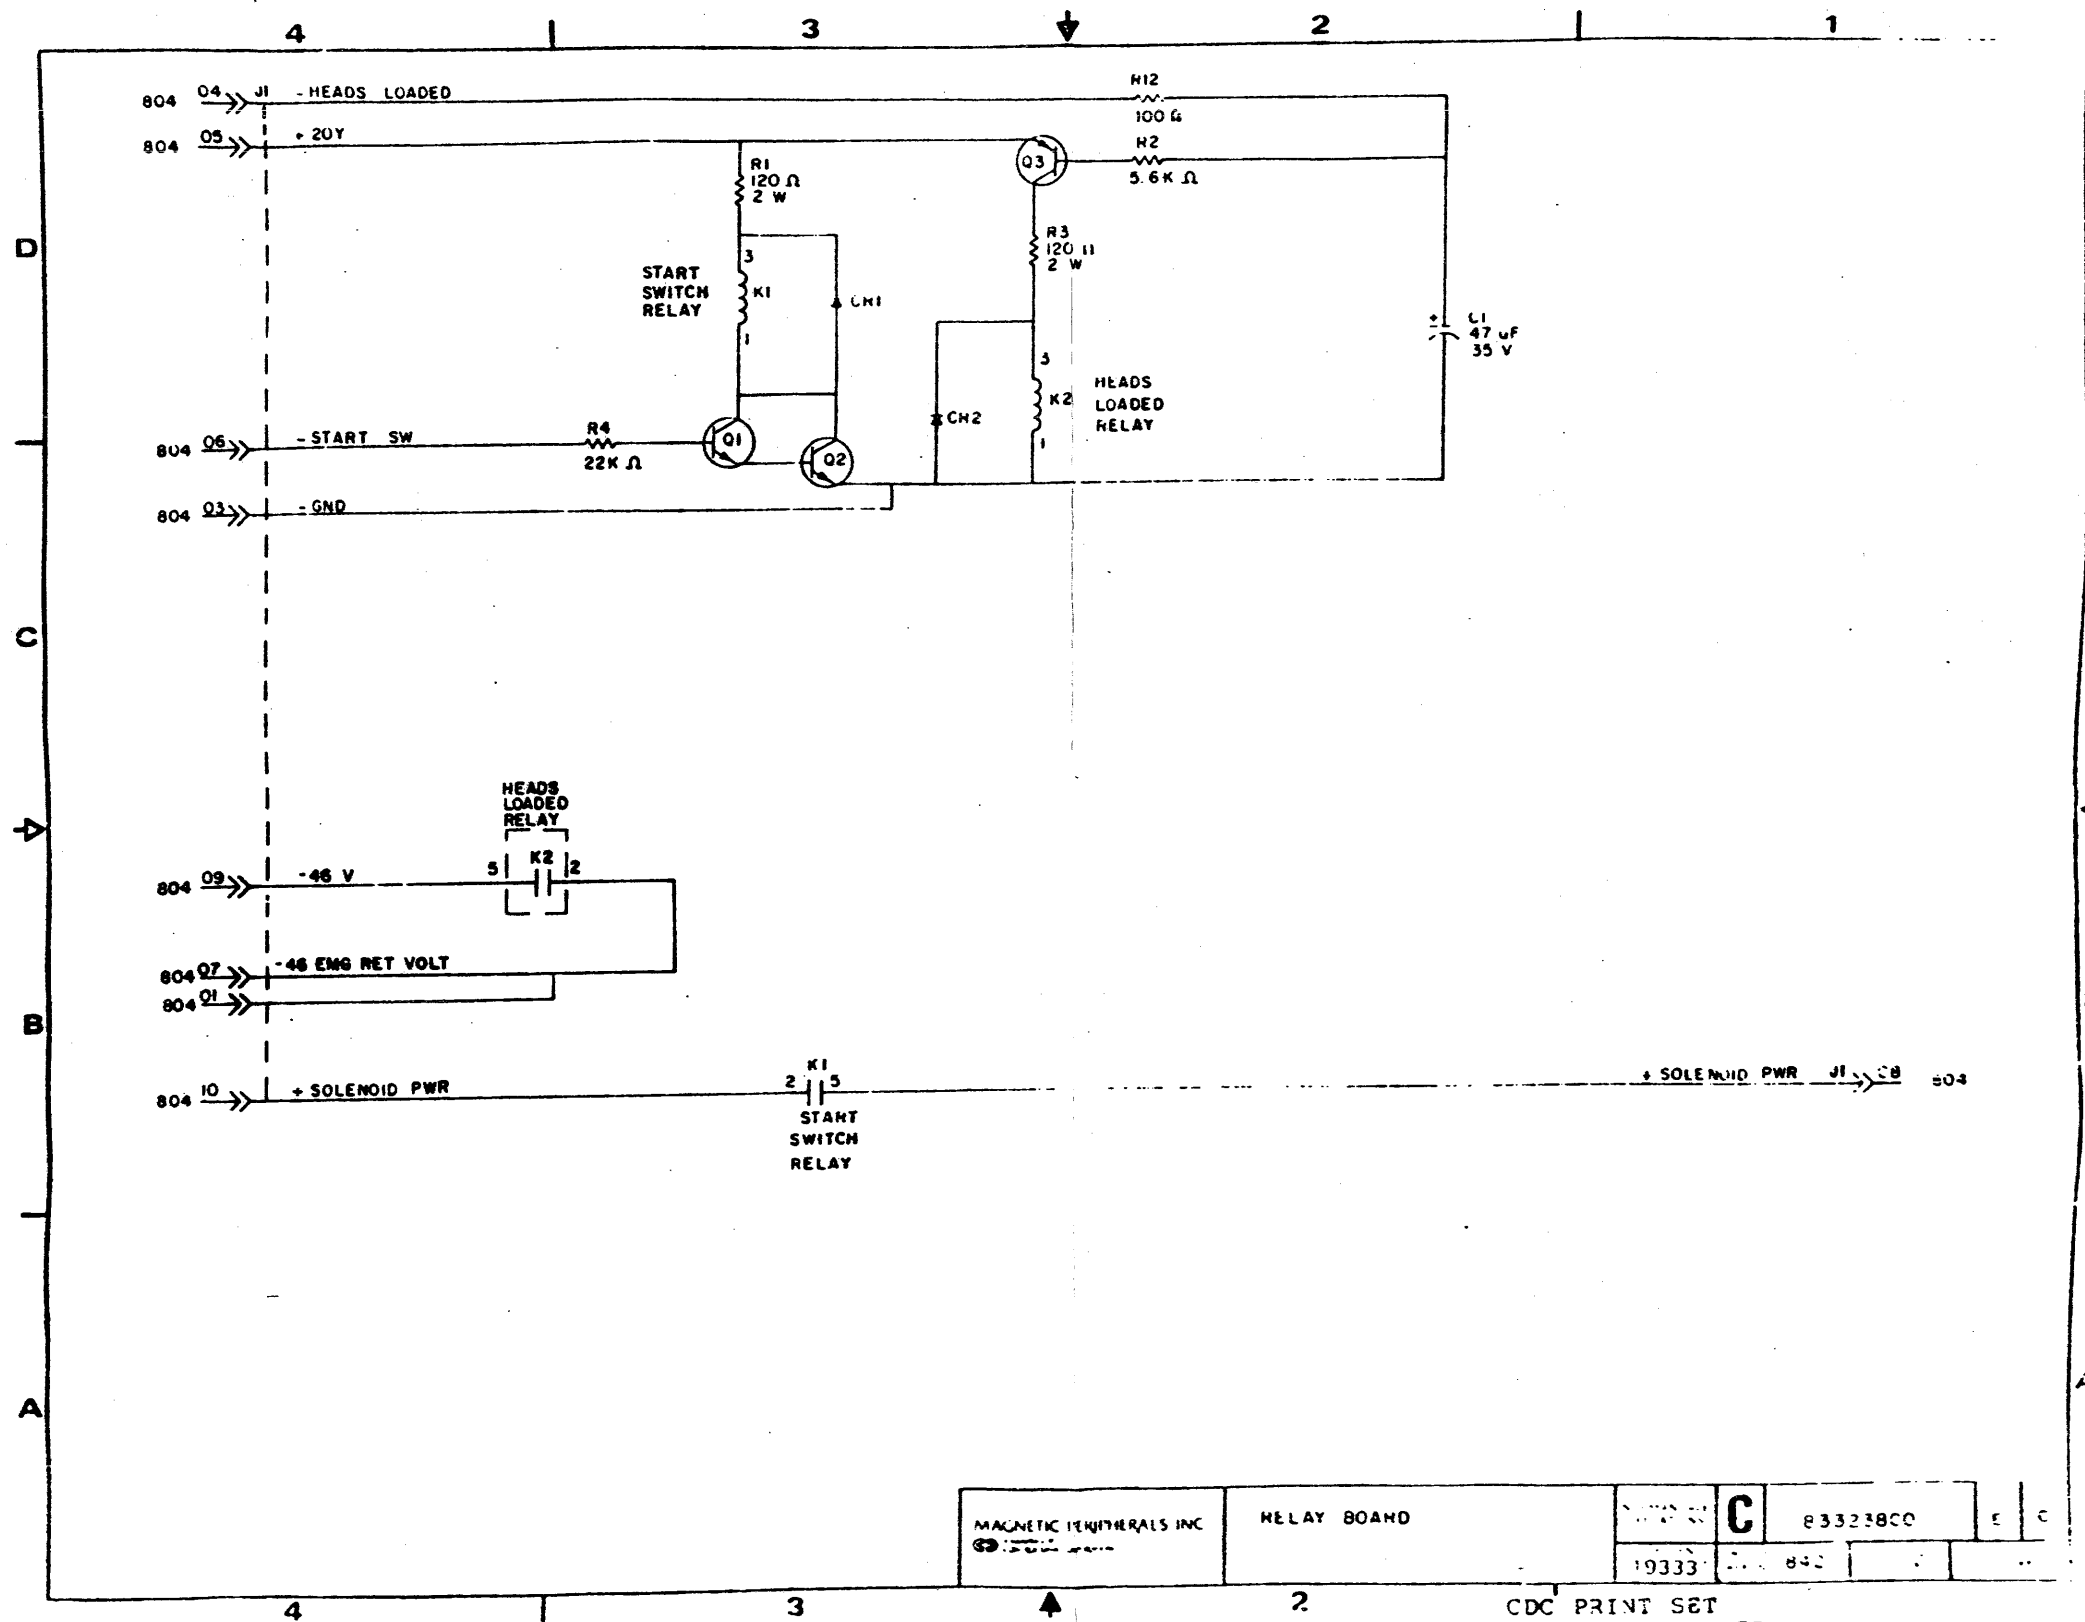 4 3 2 1
804 04 J1 - HEADS LOADED
R12
100 Ω
804 05 + 20Y
Q3
R2
5.6K Ω
R1
120 Ω
2 W
R3
120 Ω
2 W
D
START
SWITCH
RELAY
3
K1
1
CR1
C1
+
47 uF
35 V
3
K2
1
HEADS
LOADED
RELAY
CR2
804 06 - START SW
R4
22K Ω
Q1
Q2
804 03 - GND
C
HEADS
LOADED
RELAY
804 09 -46 V
5 K2 2
804 07 -46 EMG RET VOLT
804 01
B
804 10 + SOLENOID PWR
K1
2 5
START
SWITCH
RELAY
+ SOLENOID PWR J1 08 804
A
MAGNETIC PERIPHERALS INC
RELAY BOARD
C
83323800
19333
4 3 2
CDC PRINT SET